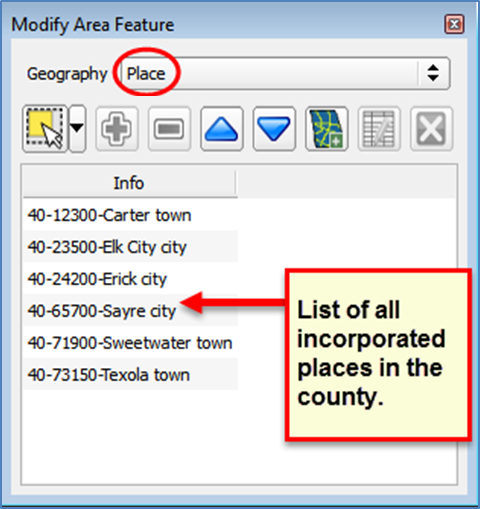 Modify Area Feature
Geography Place
Info
40-12300-Carter town
40-23500-Elk City city
40-24200-Erick city
40-65700-Sayre city
40-71900-Sweetwater town
40-73150-Texola town
List of all
incorporated
places in the
county.